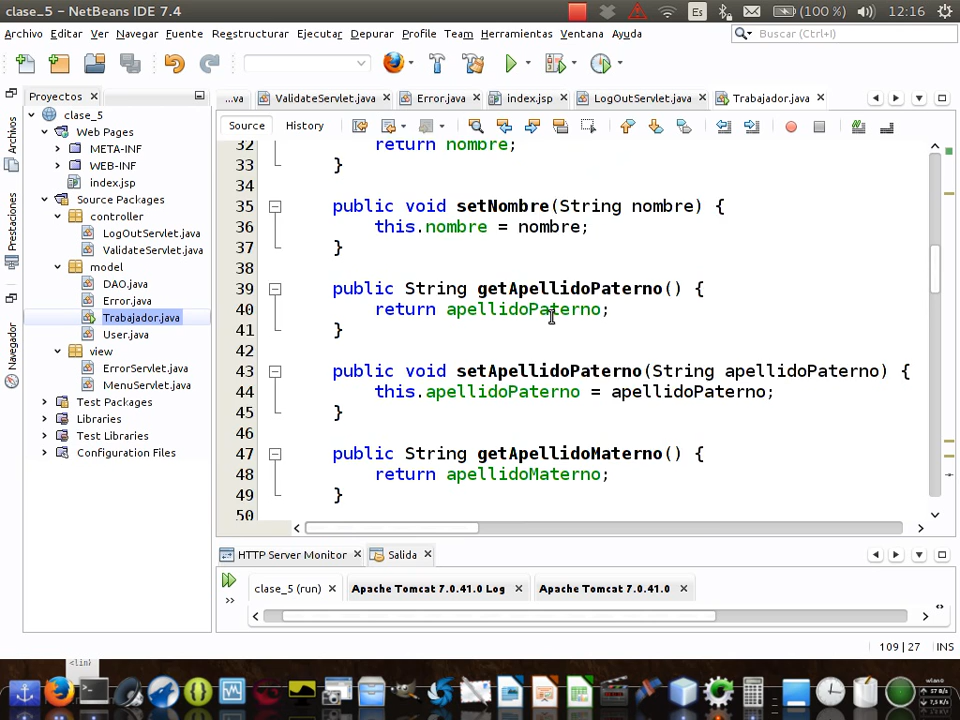 clase_5 - NetBeans IDE 7.4
Es
(100 %)
12:16
Archivo Editar Ver Navegar Fuente Reestructurar Ejecutar Depurar Profile Team Herramientas Ventana Ayuda
Buscar (Ctrl+I)
Proyectos
...va
ValidateServlet.java
Error.java
index.jsp
LogOutServlet.java
Trabajador.java
Archivos
Prestaciones
Navegador
clase_5
Web Pages
META-INF
WEB-INF
index.jsp
Source Packages
controller
LogOutServlet.java
ValidateServlet.java
model
DAO.java
Error.java
Trabajador.java
User.java
view
ErrorServlet.java
MenuServlet.java
Test Packages
Libraries
Test Libraries
Configuration Files
Source
History
32 return nombre;
33 }
34
35 public void setNombre(String nombre) {
36 this.nombre = nombre;
37 }
38
39 public String getApellidoPaterno() {
40 return apellidoPaterno;
41 }
42
43 public void setApellidoPaterno(String apellidoPaterno) {
44 this.apellidoPaterno = apellidoPaterno;
45 }
46
47 public String getApellidoMaterno() {
48 return apellidoMaterno;
49 }
50
HTTP Server Monitor
Salida
clase_5 (run)
Apache Tomcat 7.0.41.0 Log
Apache Tomcat 7.0.41.0
109 | 27
INS
wlan0